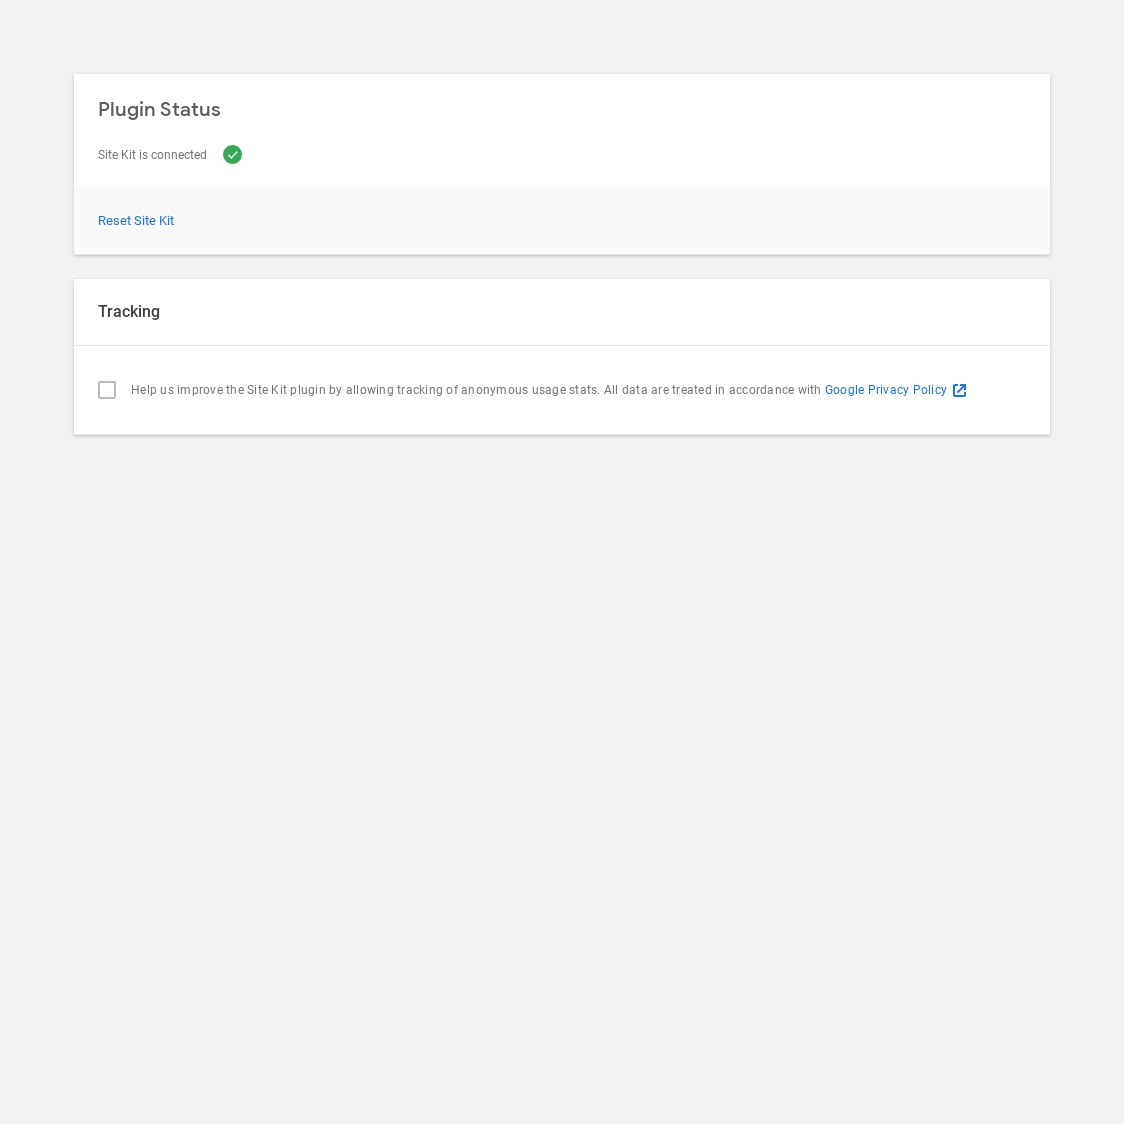 Plugin Status
Site Kit is connected
Reset Site Kit
Tracking
Help us improve the Site Kit plugin by allowing tracking of anonymous usage stats. All data are treated in accordance with Google Privacy Policy